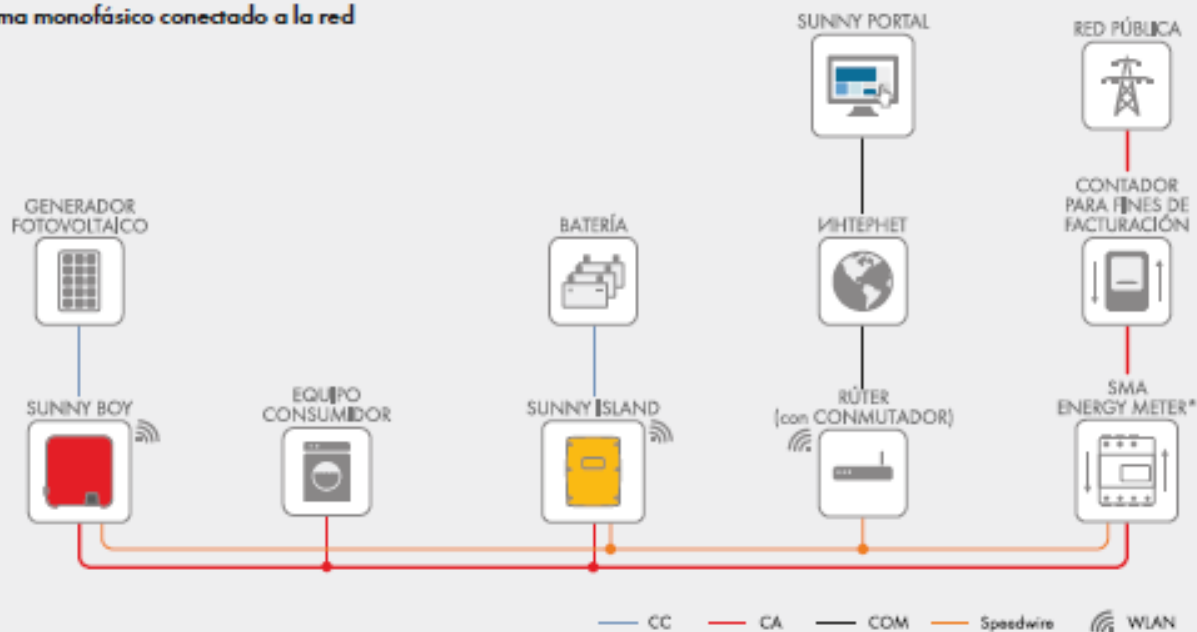 ma monofásico conectado a la red
SUNNY PORTAL
RED PÚBLICA
GENERADOR
FOTOVOLTAICO
BATERÍA
ИНТЕРНЕТ
CONTADOR
PARA FINES DE
FACTURACIÓN
SUNNY BOY
EQUIPO
CONSUMIDOR
SUNNY ISLAND
RÚTER
(con CONMUTADOR)
SMA
ENERGY METER*
CC
CA
COM
Speedwire
WLAN